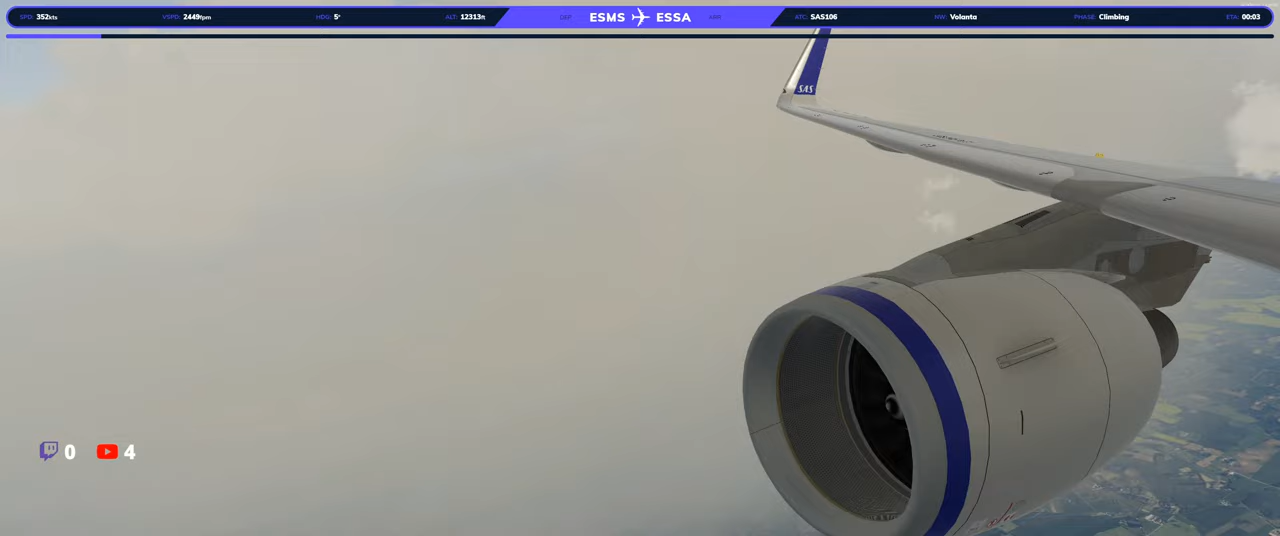 SPD: 352kts VSPD: 2449fpm HDG: 5° ALT: 12313ft DEP ESMS ESSA ARR ATC: SAS106 NW: Volanta PHASE: Climbing ETA: 00:03
SAS
0 4